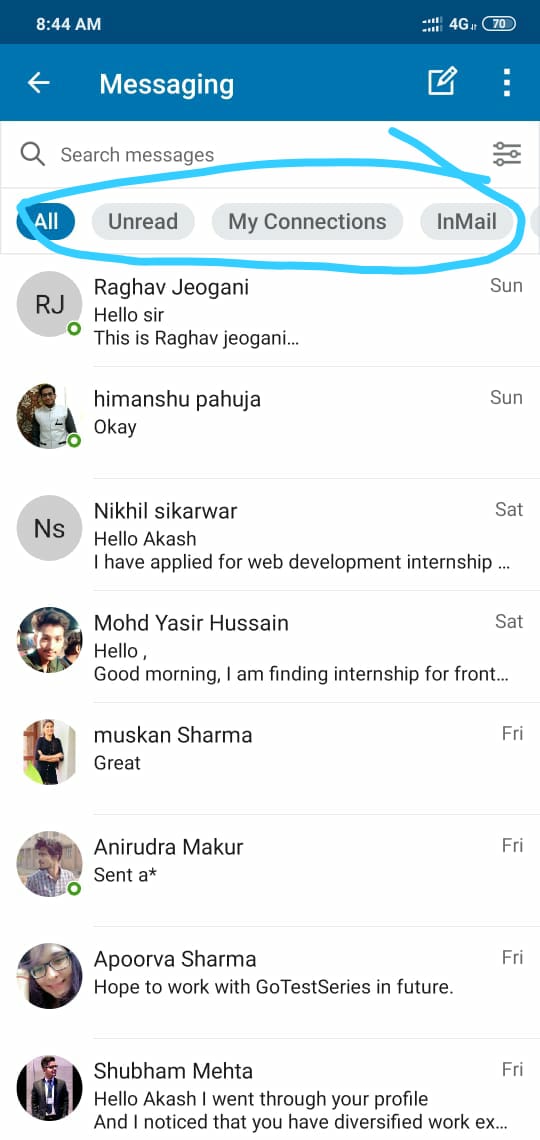 8:44 AM 4G 70
Messaging
Search messages
All Unread My Connections InMail
RJ Raghav Jeogani Sun
Hello sir
This is Raghav jeogani...
himanshu pahuja Sun
Okay
Ns Nikhil sikarwar Sat
Hello Akash
I have applied for web development internship ...
Mohd Yasir Hussain Sat
Hello ,
Good morning, I am finding internship for front...
muskan Sharma Fri
Great
Anirudra Makur Fri
Sent a*
Apoorva Sharma Fri
Hope to work with GoTestSeries in future.
Shubham Mehta Fri
Hello Akash I went through your profile
And I noticed that you have diversified work ex...